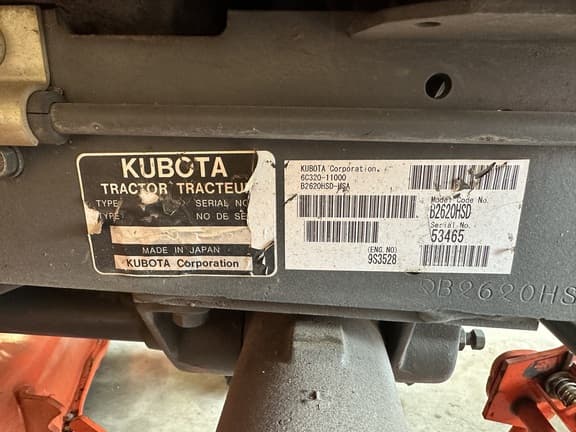 KUBOTA
TRACTOR TRACTEUR
TYPE SERIAL NO
TYPE NO DE SE
MADE IN JAPAN
KUBOTA Corporation
KUBOTA Corporation.
6C320-11000
B2620HSD-USA
Model Code No.
B2620HSD
Serial No.
53465
(ENG.NO)
9S3528
B2620HS